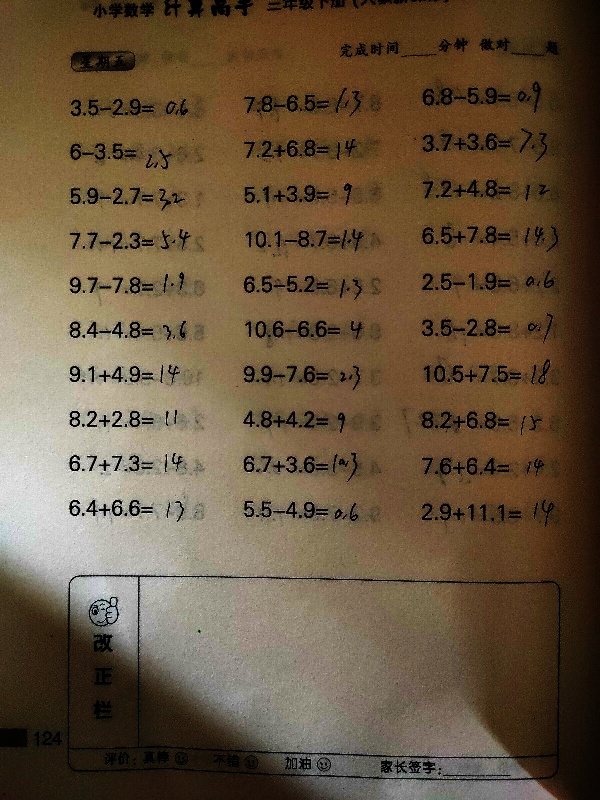 小学数学 计算高手 三年级下册
完成时间____分钟 做对____题
星期五
3.5−2.9= 0.6 7.8−6.5= 1.3 6.8−5.9= 0.9
6−3.5= 2.5 7.2+6.8= 14 3.7+3.6= 7.3
5.9−2.7= 3.2 5.1+3.9= 9 7.2+4.8= 12
7.7−2.3= 5.4 10.1−8.7= 1.4 6.5+7.8= 14.3
9.7−7.8= 1.9 6.5−5.2= 1.3 2.5−1.9= 0.6
8.4−4.8= 3.6 10.6−6.6= 4 3.5−2.8= 0.7
9.1+4.9= 14 9.9−7.6= 2.3 10.5+7.5= 18
8.2+2.8= 11 4.8+4.2= 9 8.2+6.8= 15
6.7+7.3= 14 6.7+3.6= 10.3 7.6+6.4= 14
6.4+6.6= 13 5.5−4.9= 0.6 2.9+11.1= 14
改正栏
124
评价：真棒 不错 加油 家长签字：